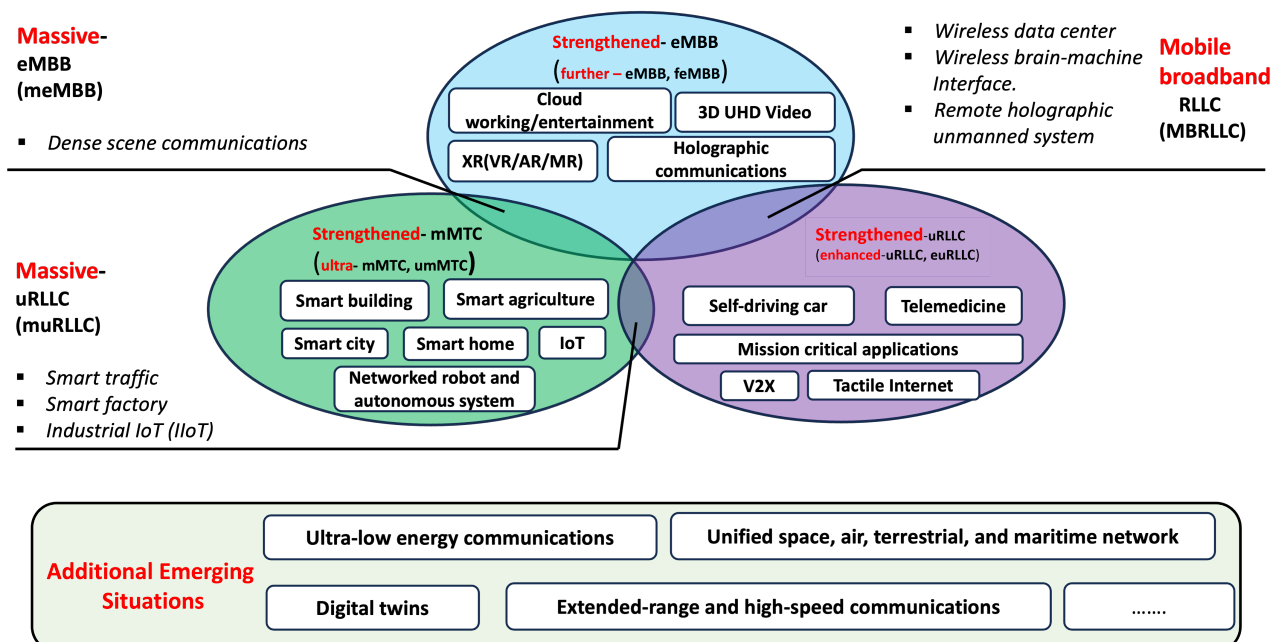 Massive-
eMBB
(meMBB)
▪ Dense scene communications
Strengthened- eMBB
(further – eMBB, feMBB)
Cloud
working/entertainment
3D UHD Video
XR(VR/AR/MR)
Holographic
communications
▪ Wireless data center
▪ Wireless brain-machine
Interface.
▪ Remote holographic
unmanned system
Mobile
broadband
RLLC
(MBRLLC)
Strengthened- mMTC
(ultra- mMTC, umMTC)
Smart building
Smart agriculture
Smart city
Smart home
IoT
Networked robot and
autonomous system
Strengthened-uRLLC
(enhanced-uRLLC, euRLLC)
Self-driving car
Telemedicine
Mission critical applications
V2X
Tactile Internet
Massive-
uRLLC
(muRLLC)
▪ Smart traffic
▪ Smart factory
▪ Industrial IoT (IIoT)
Additional Emerging
Situations
Ultra-low energy communications
Unified space, air, terrestrial, and maritime network
Digital twins
Extended-range and high-speed communications
…….